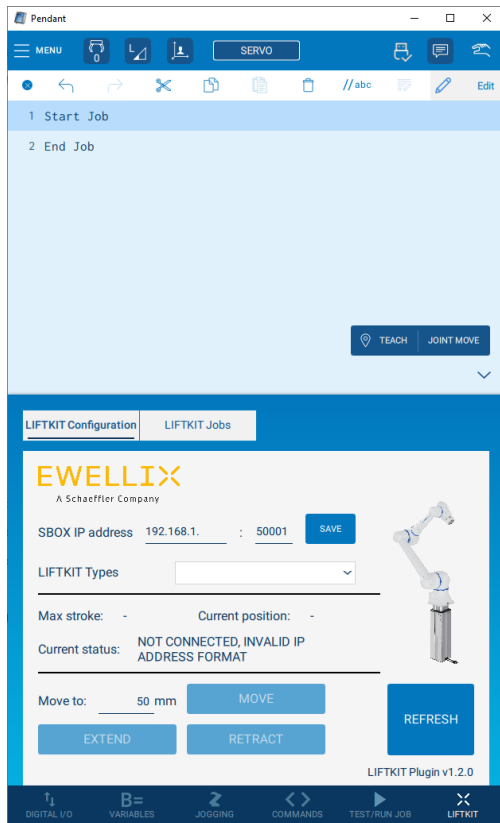 Pendant
MENU 0 SERVO
//abc Edit
1 Start Job
2 End Job
TEACH JOINT MOVE
LIFTKIT Configuration LIFTKIT Jobs
EWELLIX
A Schaeffler Company
SBOX IP address 192.168.1. : 50001 SAVE
LIFTKIT Types
Max stroke: - Current position: -
Current status: NOT CONNECTED, INVALID IP
ADDRESS FORMAT
Move to: 50 mm MOVE
REFRESH
EXTEND RETRACT
LIFTKIT Plugin v1.2.0
B=
DIGITAL I/O VARIABLES JOGGING COMMANDS TEST/RUN JOB LIFTKIT